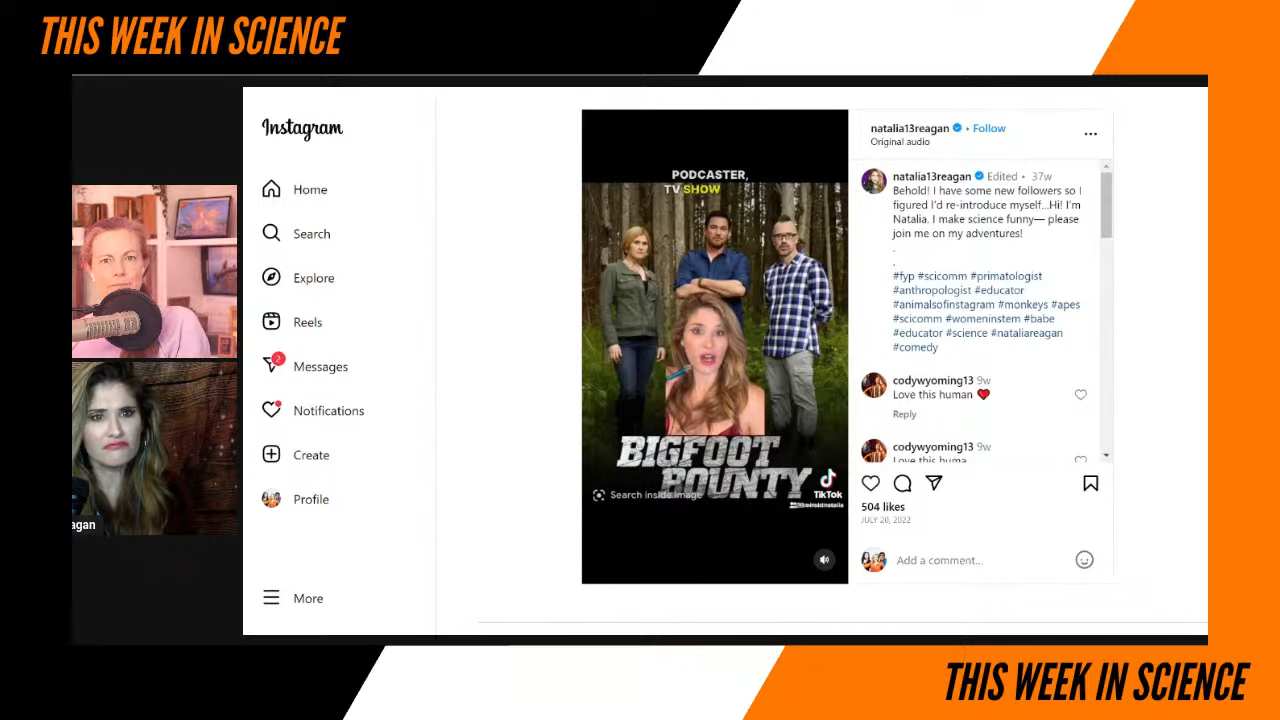 THIS WEEK IN SCIENCE
Instagram
Home
Search
Explore
Reels
2
Messages
Notifications
Create
Profile
More
agan
PODCASTER,
TV SHOW
BIGFOOT
BOUNTY
Search inside image
TikTok
natalia13reagan • Follow
Original audio
natalia13reagan Edited • 37w
Behold! I have some new followers so I
figured I'd re-introduce myself...Hi! I'm
Natalia. I make science funny— please
join me on my adventures!
.
.
#fyp #scicomm #primatologist
#anthropologist #educator
#animalsofinstagram #monkeys #apes
#scicomm #womeninstem #babe
#educator #science #nataliareagan
#comedy
codywyoming13 9w
Love this human ❤️
Reply
codywyoming13 9w
Love this huma
504 likes
JULY 20, 2022
Add a comment...
THIS WEEK IN SCIENCE